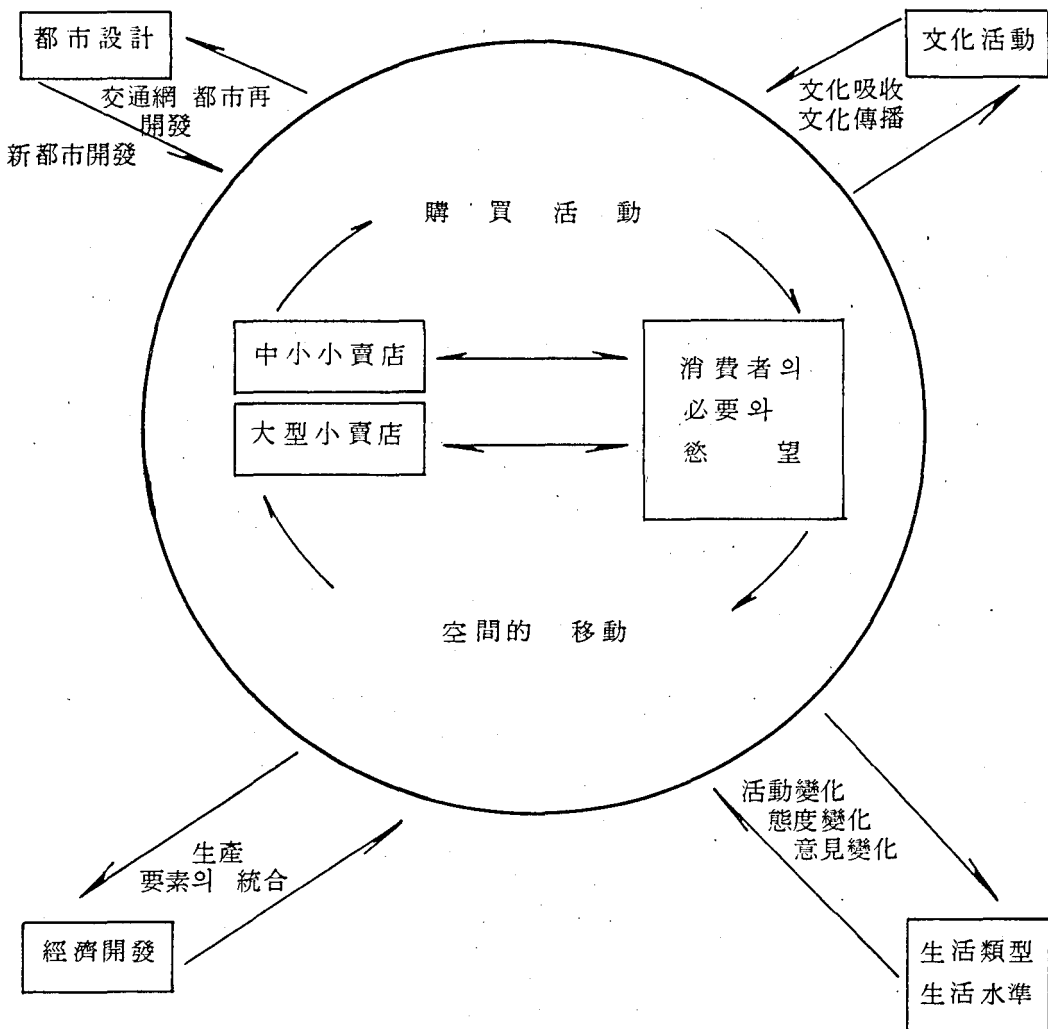 都市設計
交通網 都市再
開發
新都市開發
文化活動
文化吸收
文化傳播
購買活動
中小小賣店
大型小賣店
消費者의
必要와
慾望
空間的 移動
生產
要素의 統合
經濟開發
活動變化
態度變化
意見變化
生活類型
生活水準